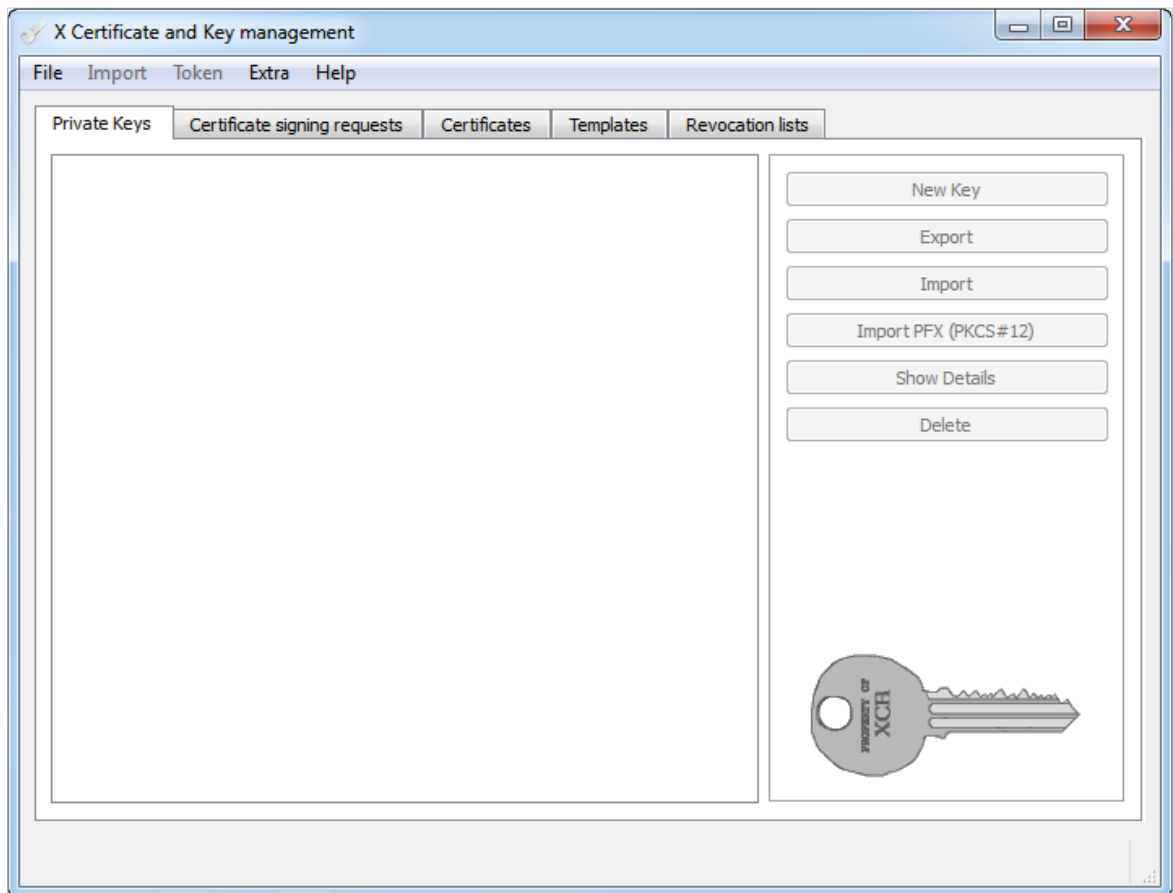 X Certificate and Key management
File Import Token Extra Help
Private Keys Certificate signing requests Certificates Templates Revocation lists
New Key
Export
Import
Import PFX (PKCS#12)
Show Details
Delete
PROPERTY OF
XCA